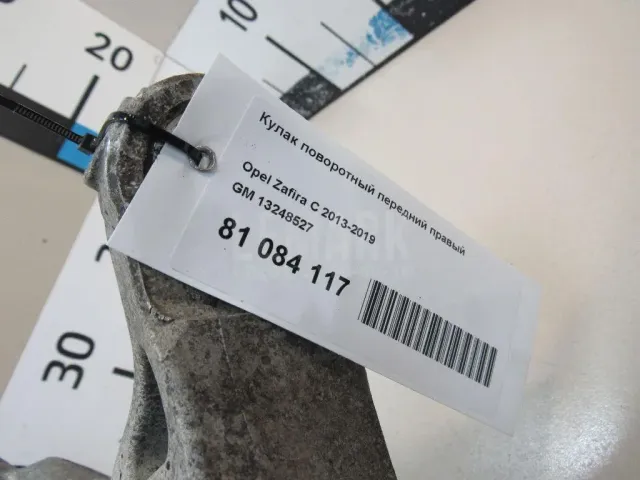 10
20
Кулак поворотный передний правый
Opel Zafira C 2013-2019
GM 13248527
81 084 117
30